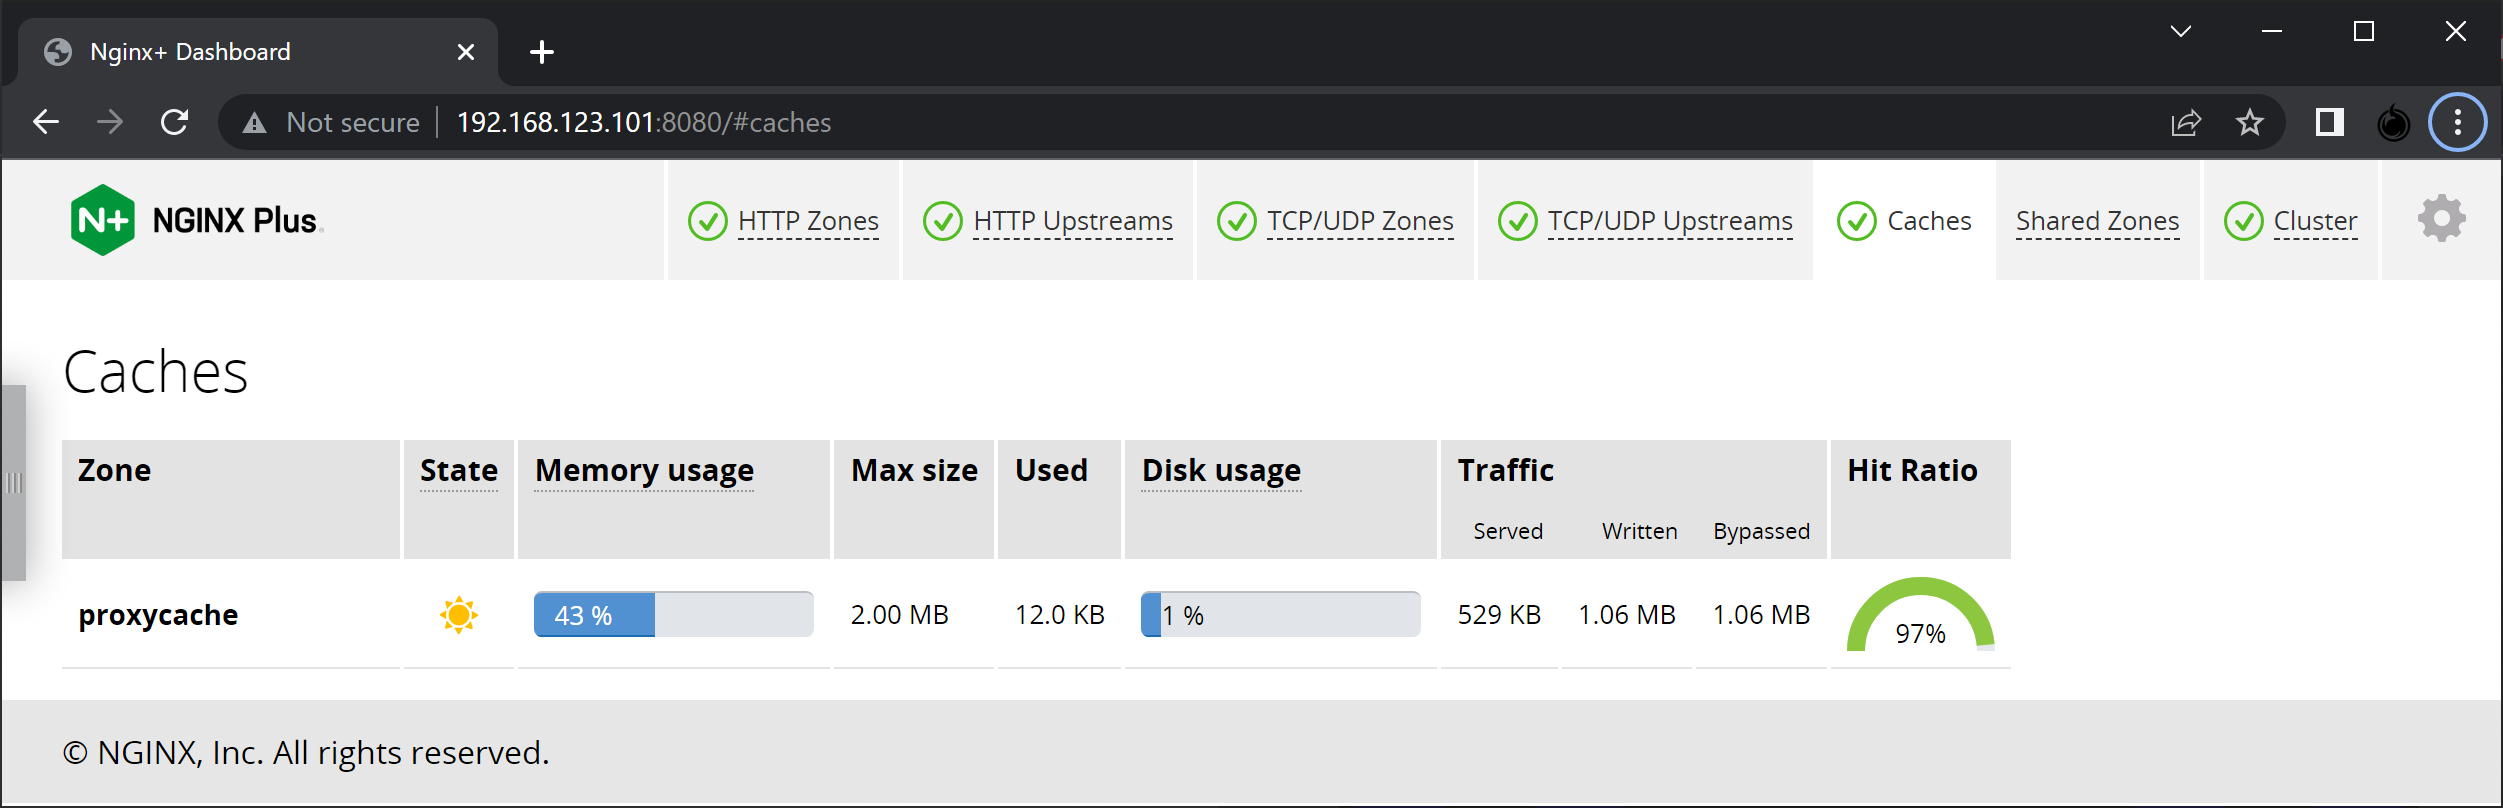 Nginx+ Dashboard
Not secure 192.168.123.101:8080/#caches
N+ NGINX Plus
HTTP Zones
HTTP Upstreams
TCP/UDP Zones
TCP/UDP Upstreams
Caches
Shared Zones
Cluster
Caches
Zone State Memory usage Max size Used Disk usage Traffic Hit Ratio
Served Written Bypassed
proxycache 43 % 2.00 MB 12.0 KB 1 % 529 KB 1.06 MB 1.06 MB 97%
© NGINX, Inc. All rights reserved.